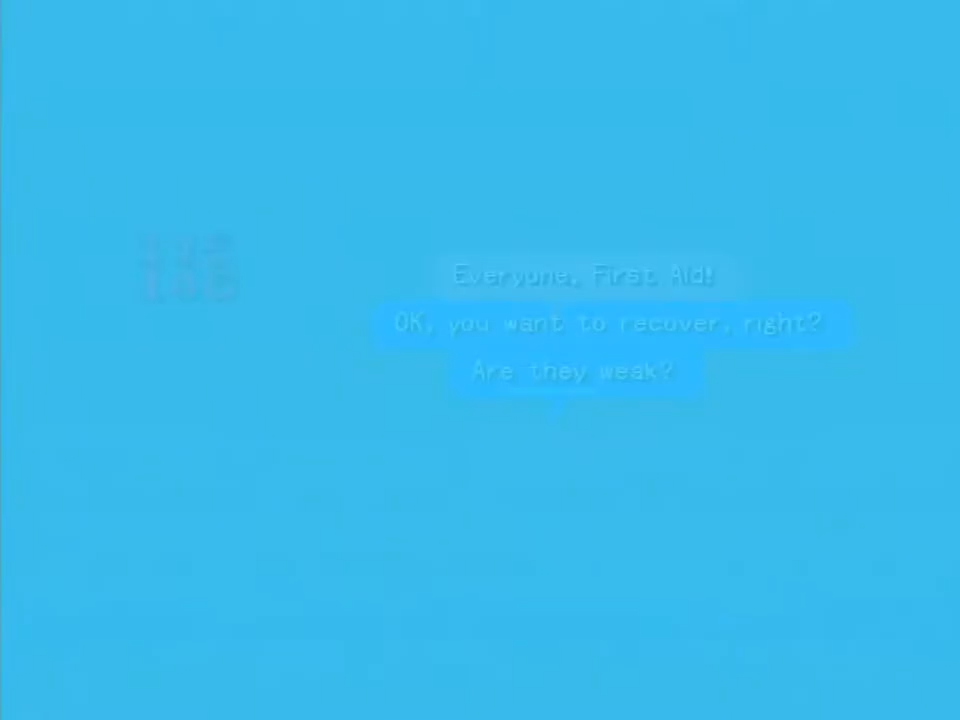 Everyone, First Aid!
OK, you want to recover, right?
Are they weak?